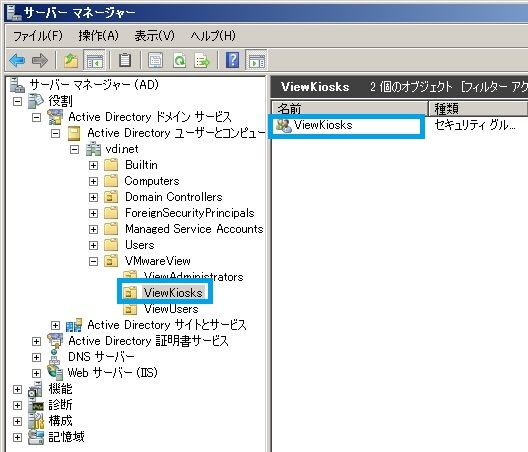 サーバー マネージャー
ファイル(F) 操作(A) 表示(V) ヘルプ(H)
サーバー マネージャー (AD)
役割
Active Directory ドメイン サービス
Active Directory ユーザーとコンピュー
vdi.net
Builtin
Computers
Domain Controllers
ForeignSecurityPrincipals
Managed Service Accounts
Users
VMwareView
ViewAdministrators
ViewKiosks
ViewUsers
Active Directory サイトとサービス
Active Directory 証明書サービス
DNS サーバー
Web サーバー (IIS)
機能
診断
構成
記憶域
ViewKiosks 2 個のオブジェクト [フィルター アク
名前 種類
ViewKiosks セキュリティ グル...